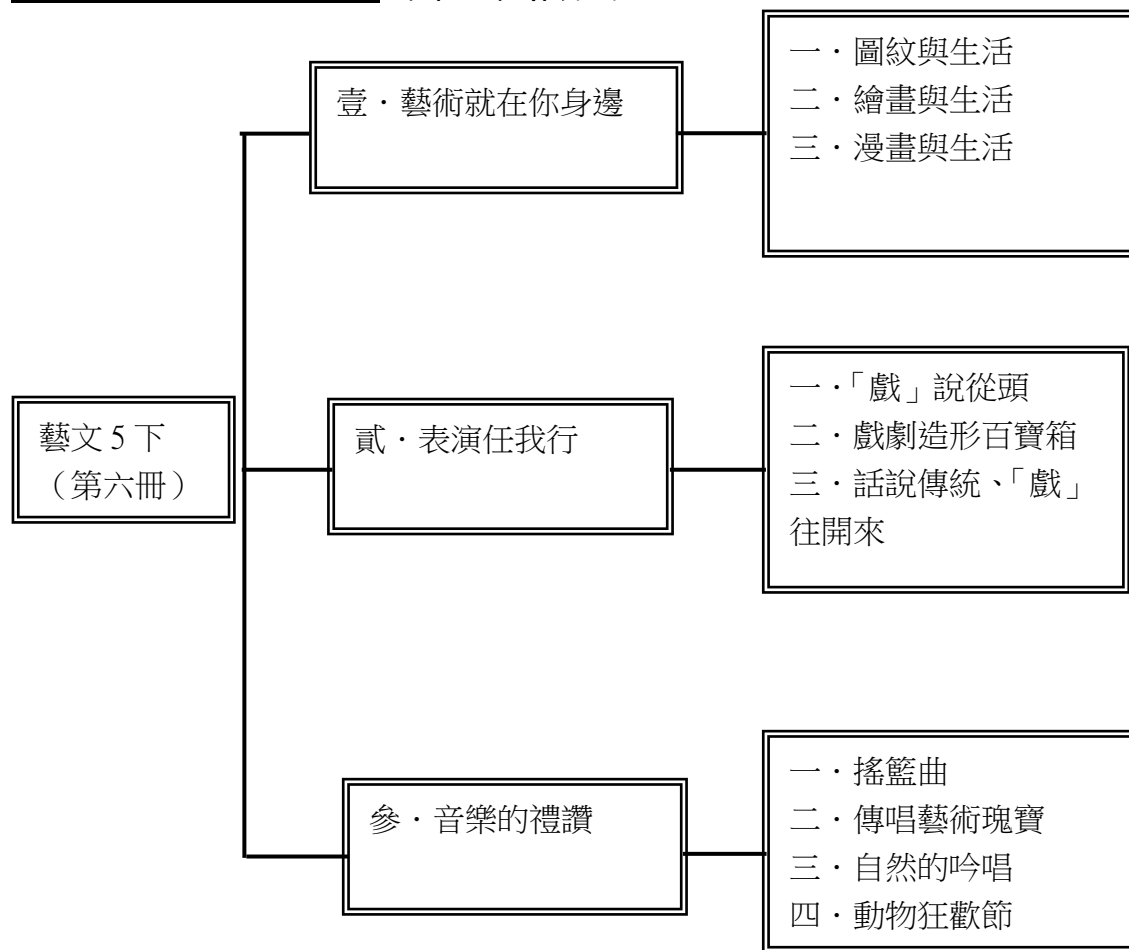 壹．藝術就在你身邊
一．圖紋與生活
二．繪畫與生活
三．漫畫與生活
藝文 5 下
（第六冊）
貳．表演任我行
一．「戲」說從頭
二．戲劇造形百寶箱
三．話說傳統、「戲」
往開來
參．音樂的禮讚
一．搖籃曲
二．傳唱藝術瑰寶
三．自然的吟唱
四．動物狂歡節